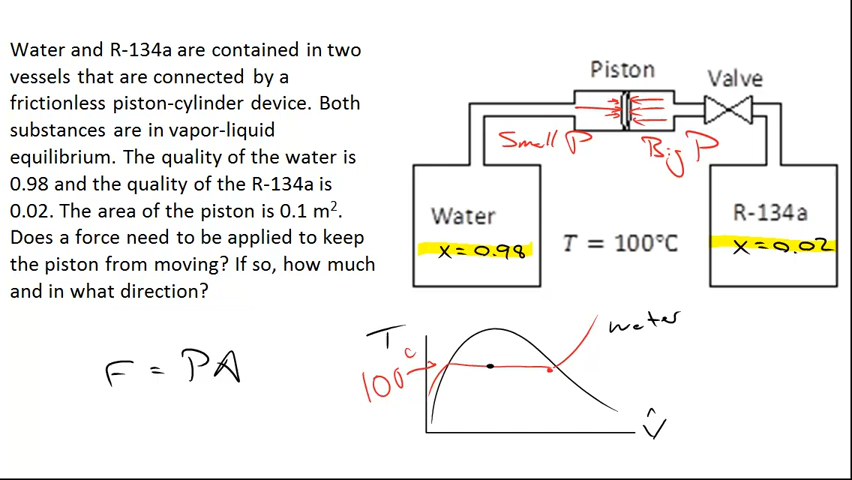 Water and R-134a are contained in two
vessels that are connected by a
frictionless piston-cylinder device. Both
substances are in vapor-liquid
equilibrium. The quality of the water is
0.98 and the quality of the R-134a is
0.02. The area of the piston is 0.1 m².
Does a force need to be applied to keep
the piston from moving? If so, how much
and in what direction?
F = PA
Piston
Valve
Small P
Big P
Water
x = 0.98
T = 100°C
R-134a
x = 0.02
T
100°C
water
V̂